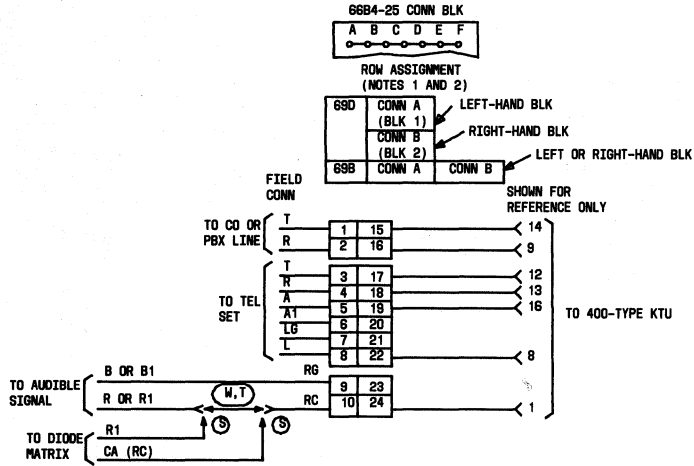 66B4-25 CONN BLK
A B C D E F
ROW ASSIGNMENT
(NOTES 1 AND 2)
69D CONN A (BLK 1) LEFT-HAND BLK
CONN B (BLK 2) RIGHT-HAND BLK
69B CONN A CONN B LEFT OR RIGHT-HAND BLK
FIELD CONN
SHOWN FOR REFERENCE ONLY
TO CO OR PBX LINE
T 1 15 14
R 2 16 9
TO TEL SET
T 3 17 12
R 4 18 13
A 5 19 16
A1 6 20
LG 7 21
L 8 22 8
TO 400-TYPE KTU
TO AUDIBLE SIGNAL
B OR B1 RG 9 23
R OR R1 W,T RC 10 24 1
S S
TO DIODE MATRIX
R1
CA (RC)